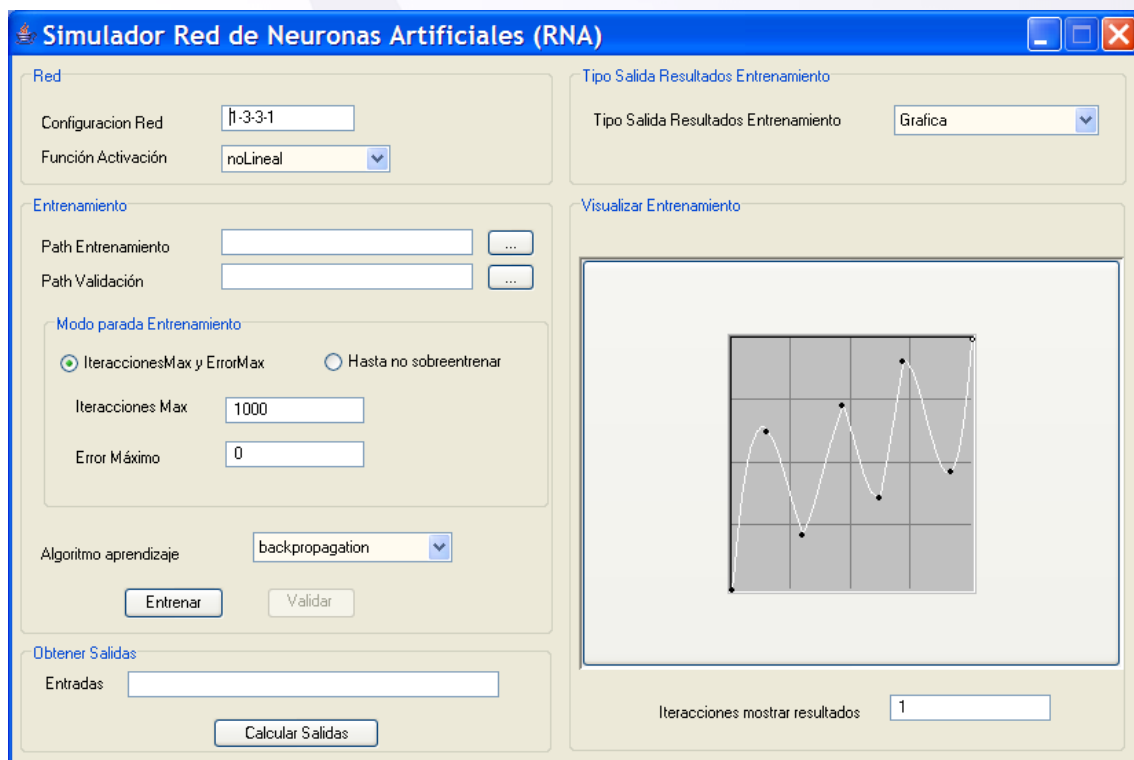 Simulador Red de Neuronas Artificiales (RNA)
Red
Configuracion Red
1-3-3-1
Función Activación
noLineal
Entrenamiento
Path Entrenamiento
...
Path Validación
...
Modo parada Entrenamiento
IteraccionesMax y ErrorMax
Hasta no sobreentrenar
Iteracciones Max
1000
Error Máximo
0
Algoritmo aprendizaje
backpropagation
Entrenar
Validar
Obtener Salidas
Entradas
Calcular Salidas
Tipo Salida Resultados Entrenamiento
Tipo Salida Resultados Entrenamiento
Grafica
Visualizar Entrenamiento
Iteracciones mostrar resultados
1